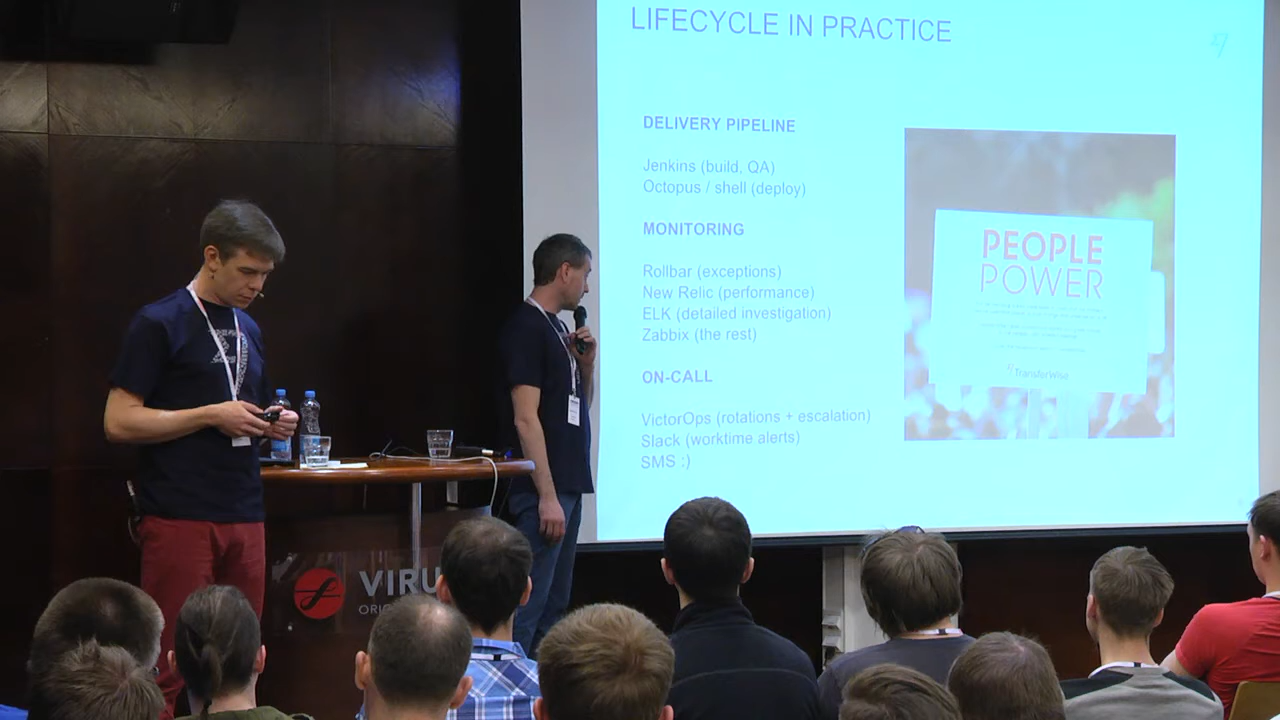 LIFECYCLE IN PRACTICE
DELIVERY PIPELINE
Jenkins (build, QA)
Octopus / shell (deploy)
MONITORING
Rollbar (exceptions)
New Relic (performance)
ELK (detailed investigation)
Zabbix (the rest)
ON-CALL
VictorOps (rotations + escalation)
Slack (worktime alerts)
SMS :)
PEOPLE
POWER
TransferWise
VIRU